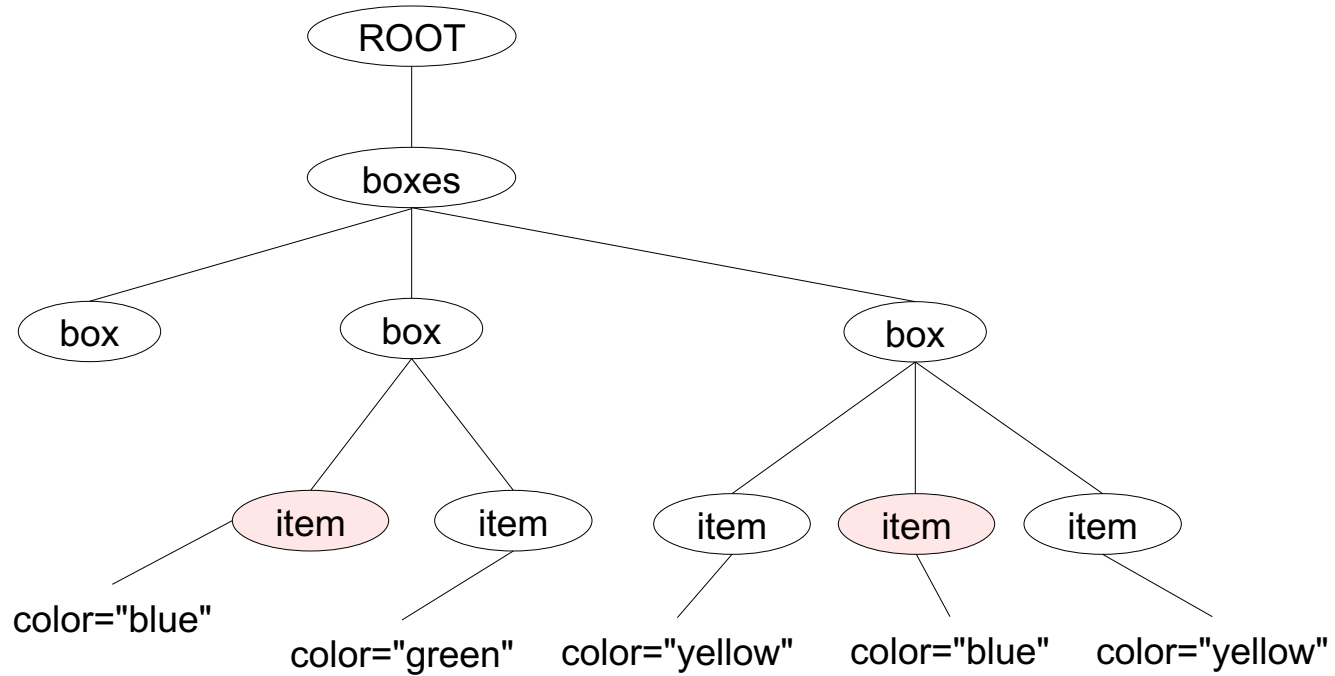 ROOT
boxes
box
box
box
item
item
item
item
item
color="blue"
color="green"
color="yellow"
color="blue"
color="yellow"